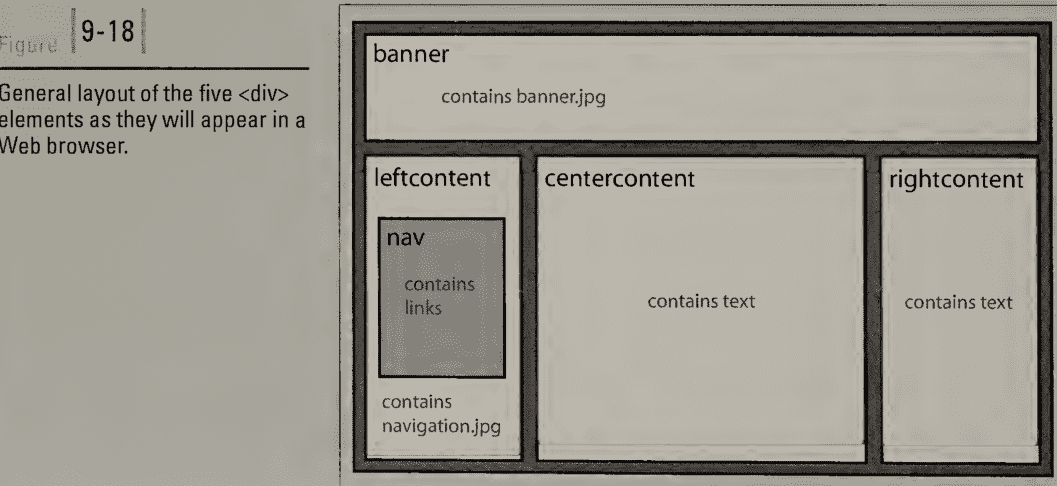 Figure 9-18
General layout of the five <div>
elements as they will appear in a
Web browser.
banner
contains banner.jpg
leftcontent
nav
contains
links
contains
navigation.jpg
centercontent
contains text
rightcontent
contains text